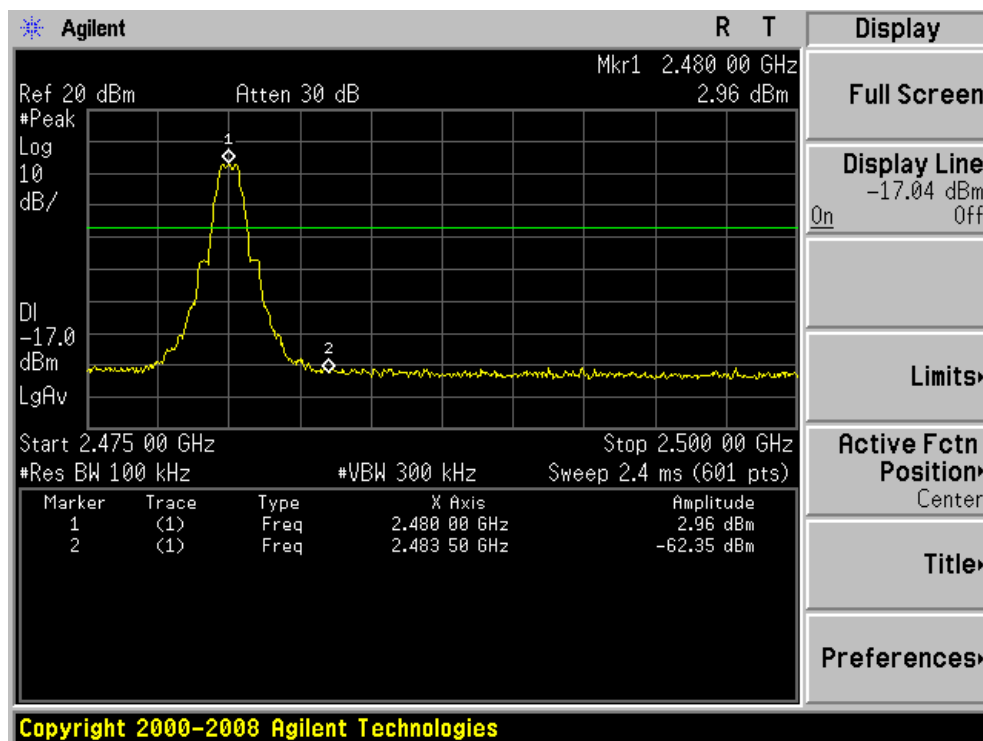 Agilent R T
Mkr1 2.480 00 GHz
Ref 20 dBm Atten 30 dB 2.96 dBm
#Peak
Log
10
dB/
1
2
DI
-17.0
dBm
LgAv
Start 2.475 00 GHz Stop 2.500 00 GHz
#Res BW 100 kHz #VBW 300 kHz Sweep 2.4 ms (601 pts)
Marker Trace Type X Axis Amplitude
1 (1) Freq 2.480 00 GHz 2.96 dBm
2 (1) Freq 2.483 50 GHz -62.35 dBm
Display
Full Screen
Display Line
-17.04 dBm
On Off
Limits
Active Fctn
Position
Center
Title
Preferences
Copyright 2000-2008 Agilent Technologies